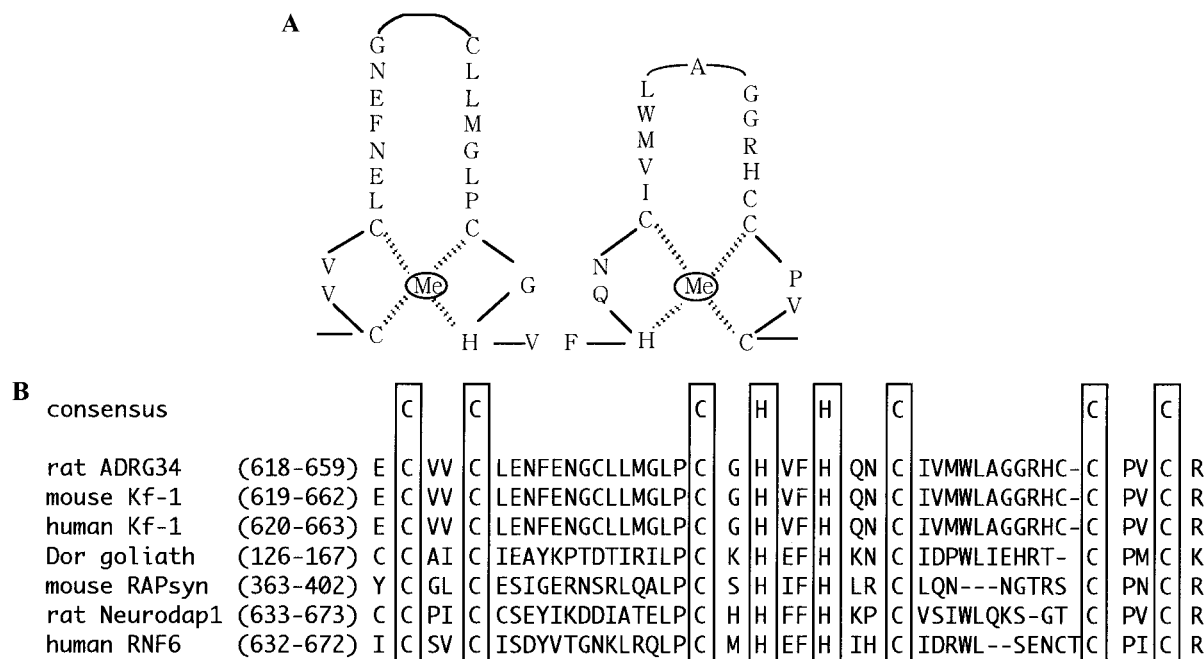 A
G N E F N E L C
C L L M G L P C
V V C
Me
G
H V
L W M V I C
A
G G R H C C
N Q
Me
P V
F H C
B
consensus C C C H H C C C
rat ADRG34 (618-659) E C VV C LENFENGCLLMGLP C G H VF H QN C IVMWLAGGRHC- C PV C R
mouse Kf-1 (619-662) E C VV C LENFENGCLLMGLP C G H VF H QN C IVMWLAGGRHC- C PV C R
human Kf-1 (620-663) E C VV C LENFENGCLLMGLP C G H VF H QN C IVMWLAGGRHC- C PV C R
Dor goliath (126-167) C C AI C IEAYKPTDTIRILP C K H EF H KN C IDPWLIEHRT- C PM C K
mouse RAPsyn (363-402) Y C GL C ESIGERNSRLQALP C S H IF H LR C LQN---NGTRS C PN C R
rat Neurodap1 (633-673) C C PI C CSEYIKDDIATELP C H H FF H KP C VSIWLQKS-GT C PV C R
human RNF6 (632-672) I C SV C ISDYVTGNKLRQLP C M H EF H IH C IDRWL--SENCT C PI C R